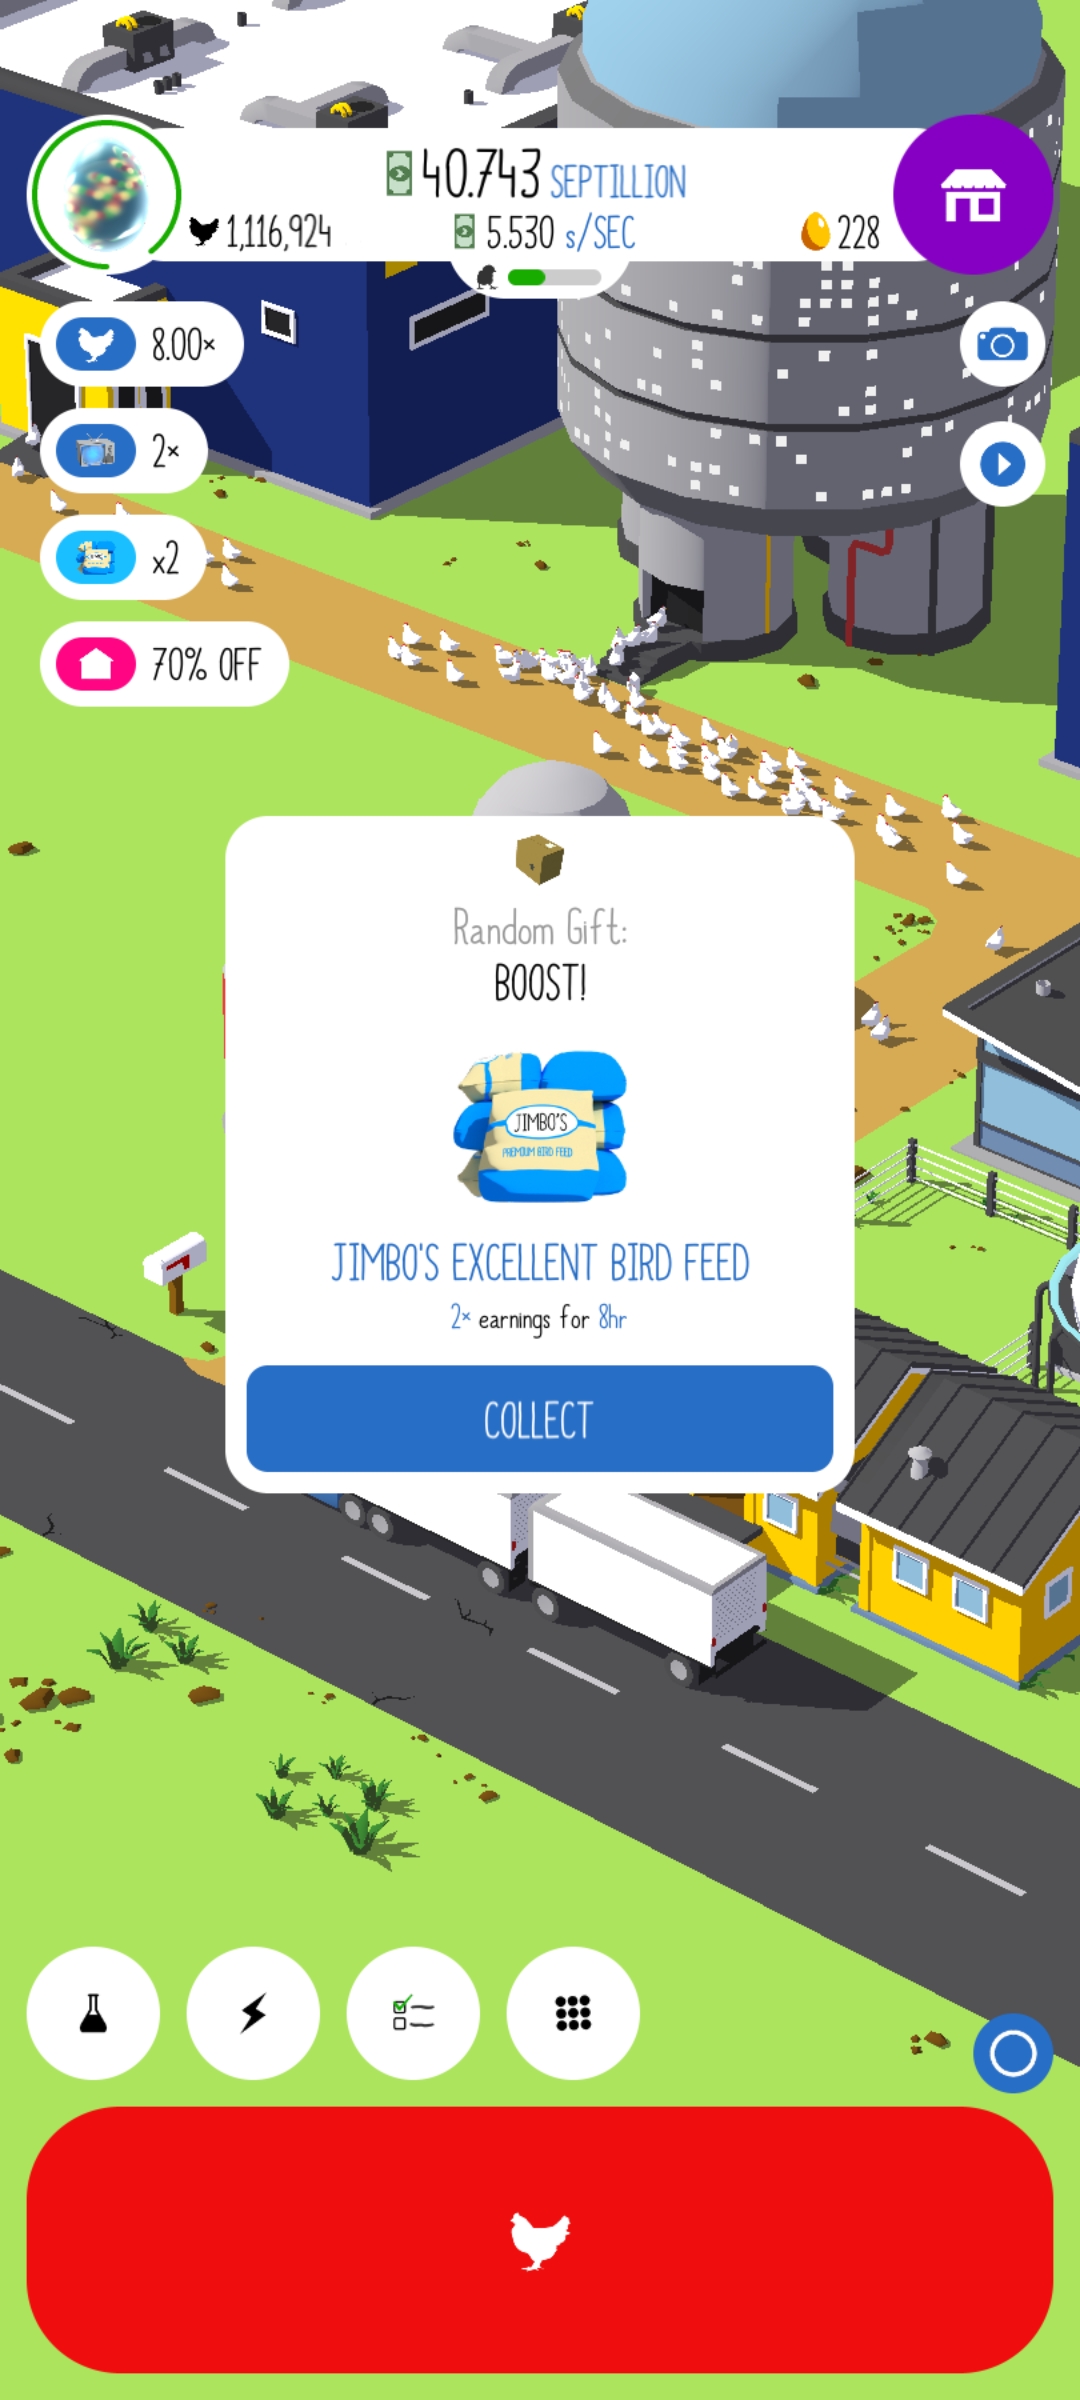 40.743 SEPTILLION
1,116,924
5.530 s/SEC
228
8.00×
2×
x2
70% OFF
Random Gift:
BOOST!
JIMBO'S
PREMIUM BIRD FEED
JIMBO'S EXCELLENT BIRD FEED
2× earnings for 8hr
COLLECT